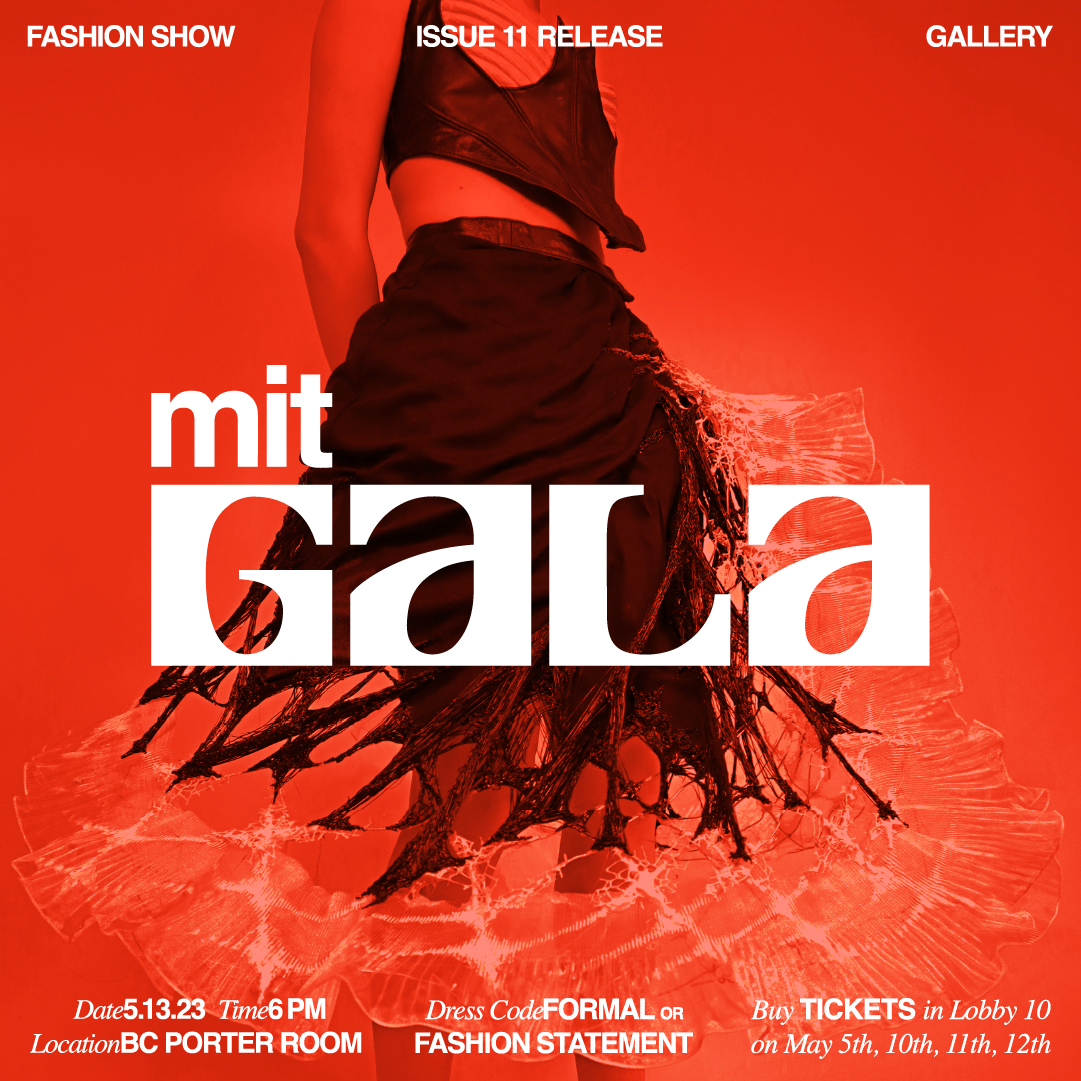 FASHION SHOW
ISSUE 11 RELEASE
GALLERY
mit
GaLa
Date5.13.23 Time6 PM
LocationBC PORTER ROOM
Dress CodeFORMAL OR
FASHION STATEMENT
Buy TICKETS in Lobby 10
on May 5th, 10th, 11th, 12th